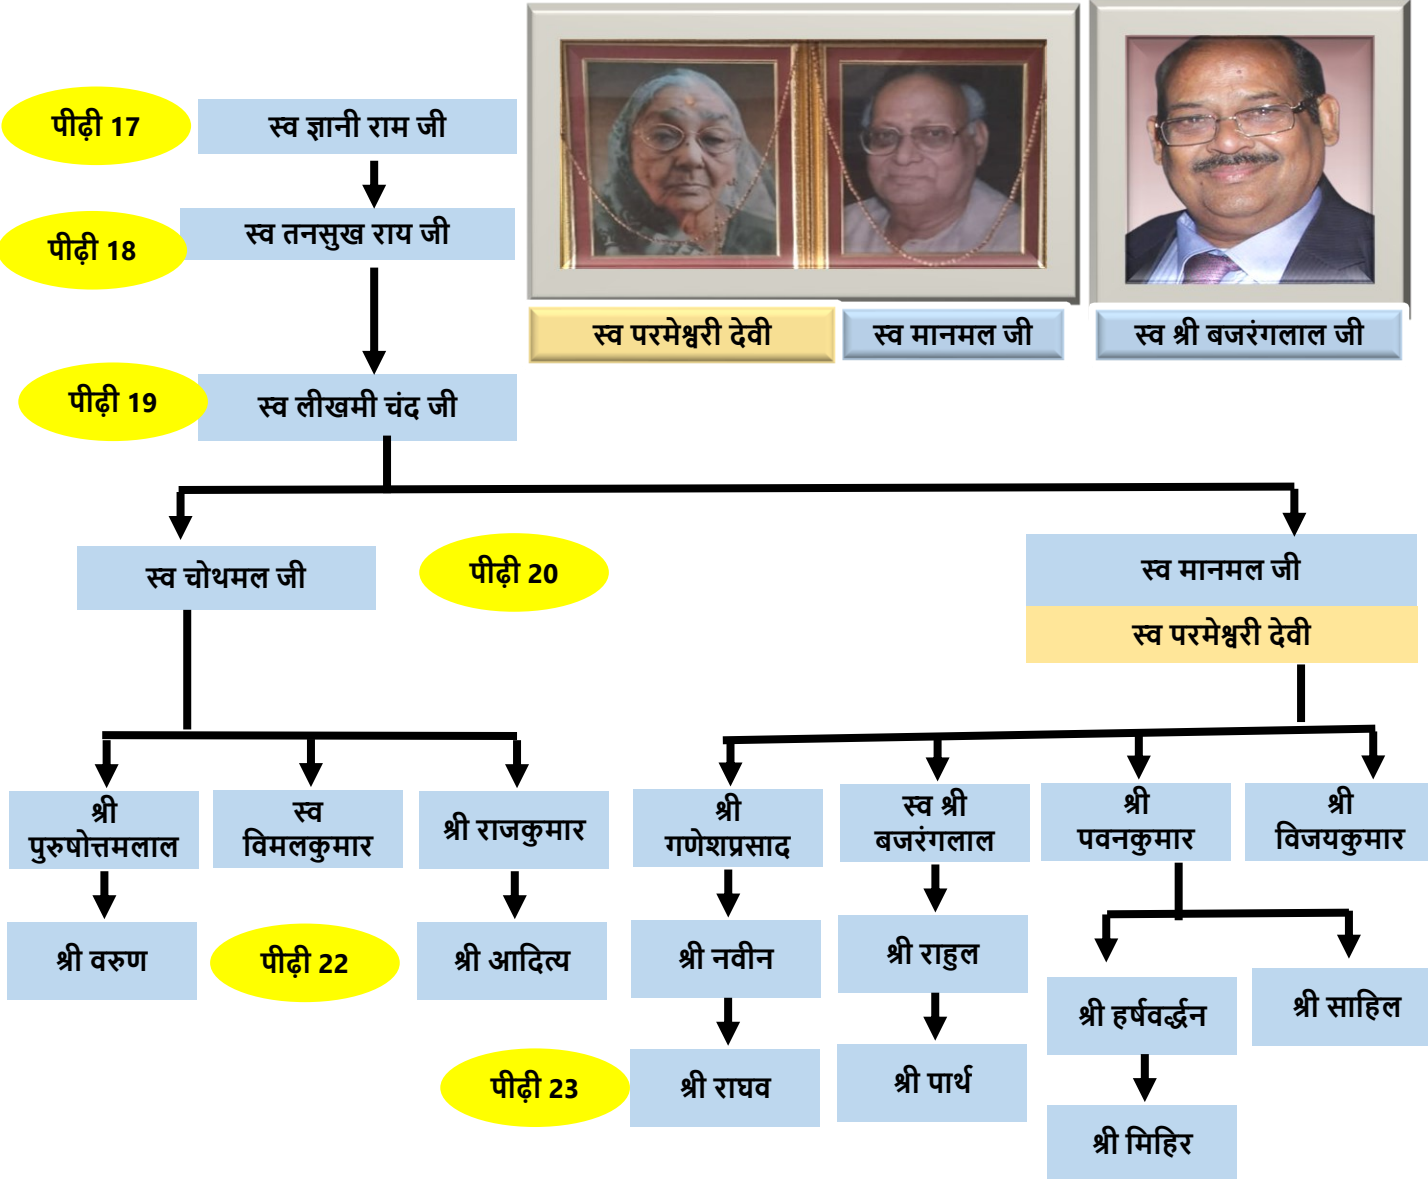 पीढ़ी 17
स्व ज्ञानी राम जी
पीढ़ी 18
स्व तनसुख राय जी
स्व परमेश्वरी देवी
स्व मानमल जी
स्व श्री बजरंगलाल जी
पीढ़ी 19
स्व लीखमी चंद जी
स्व चोथमल जी
पीढ़ी 20
स्व मानमल जी
स्व परमेश्वरी देवी
श्री
पुरुषोत्तमलाल
स्व
विमलकुमार
श्री राजकुमार
श्री
गणेशप्रसाद
स्व श्री
बजरंगलाल
श्री
पवनकुमार
श्री
विजयकुमार
श्री वरुण
पीढ़ी 22
श्री आदित्य
श्री नवीन
श्री राहुल
श्री हर्षवर्द्धन
श्री साहिल
पीढ़ी 23
श्री राघव
श्री पार्थ
श्री मिहिर